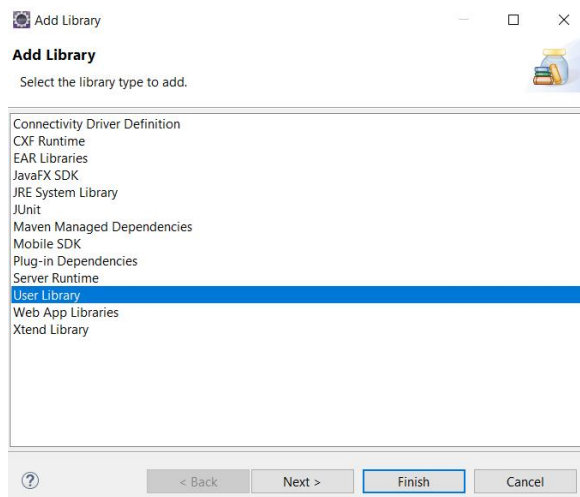 Add Library
Add Library
Select the library type to add.
Connectivity Driver Definition
CXF Runtime
EAR Libraries
JavaFX SDK
JRE System Library
JUnit
Maven Managed Dependencies
Mobile SDK
Plug-in Dependencies
Server Runtime
User Library
Web App Libraries
Xtend Library
? < Back Next > Finish Cancel